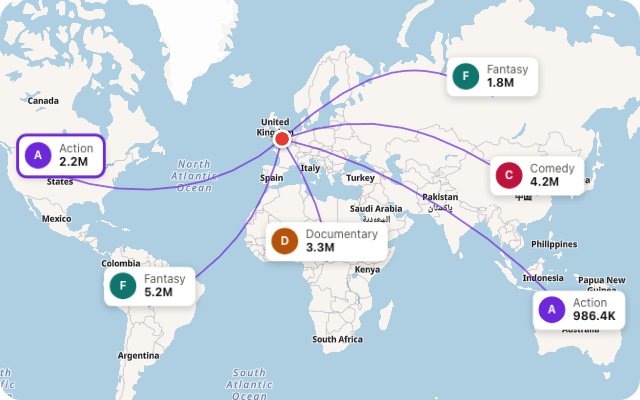 Canada
United
Kingdom
F
Fantasy
1.8M
A
Action
2.2M
States
North
Atlantic
Ocean
Spain
Italy
Turkey
C
Comedy
4.2M
中国
Pakistan
پاکستان
Mexico
Saudi Arabia
السعودية
D
Documentary
3.3M
Philippines
Colombia
Kenya
F
Fantasy
5.2M
Indonesia
Papua New
Guinea
A
Action
986.4K
Australia
South Africa
Argentina
South
Atlantic
Ocean